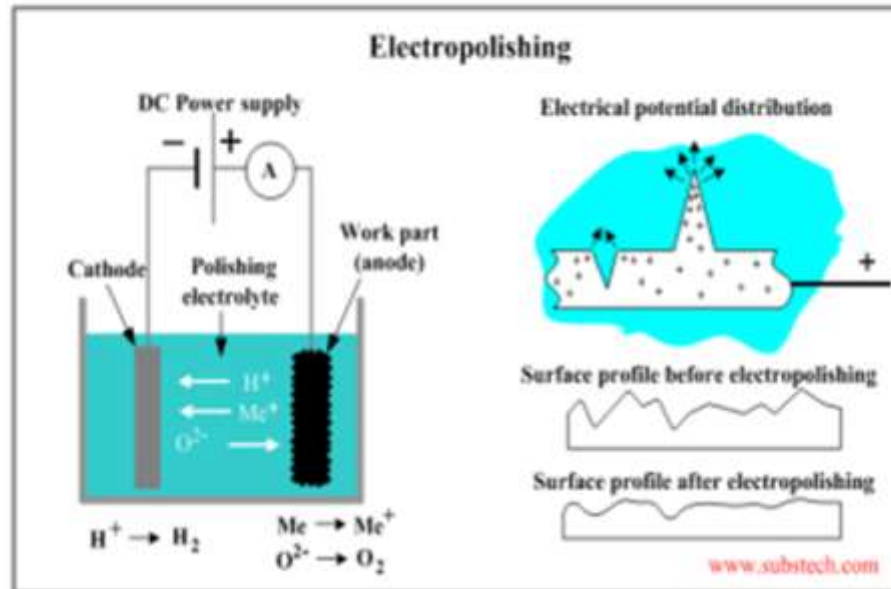 Electropolishing
DC Power supply
− +
A
Cathode
Polishing
electrolyte
Work part
(anode)
H⁺
Me⁺
O²⁻
H⁺ → H₂
Me → Me⁺
O²⁻ → O₂
Electrical potential distribution
+
Surface profile before electropolishing
Surface profile after electropolishing
www.substech.com